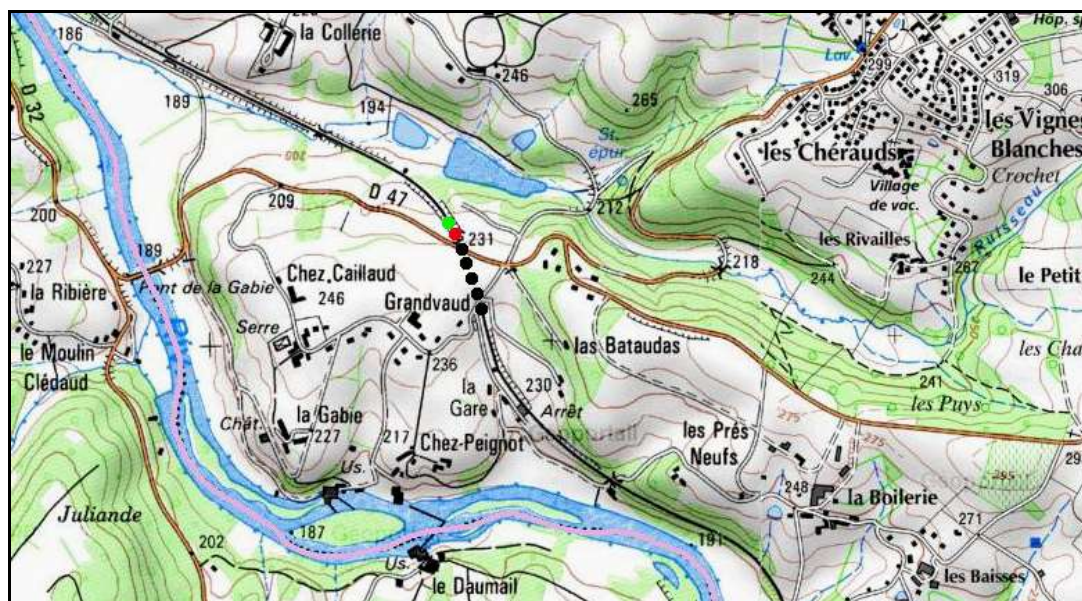 Hôp.
la Collerie
186
246
Lav.
299
319
D 32
189
194
265
306
les Vignes
Blanches
St.
épur
les Chérauds
Crochet
Village
de vac.
200
209
D 47
212
Ruisseau
231
les Rivailles
189
218
244
267
227
la Ribière
Pont de la Gabie
Chez Caillaud
246
Grandvaud
le Petit
Serre
le Moulin
Clédaud
236
las Bataudas
les Cha
250
241
la
Gare
230
Arrêt
les Puys
Chât.
la Gabie
227
217
Chez-Peignot
275
275
les Prés
Neufs
Us.
248
la Boilerie
295
Juliande
187
191
271
202
Us.
le Daumail
les Baisses